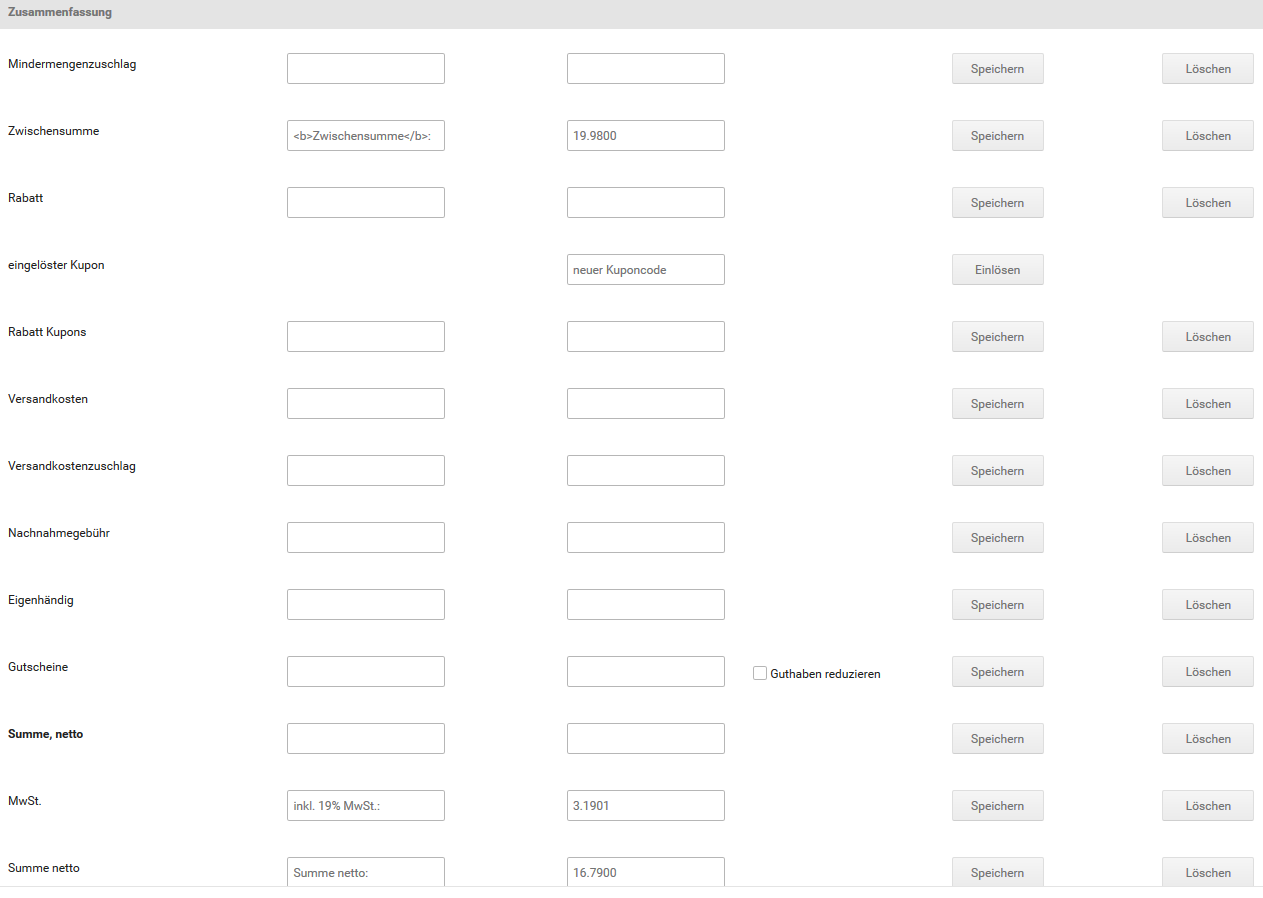 Zusammenfassung
Mindermengenzuschlag Speichern Löschen
Zwischensumme <b>Zwischensumme</b>: 19.9800 Speichern Löschen
Rabatt Speichern Löschen
eingelöster Kupon neuer Kuponcode Einlösen
Rabatt Kupons Speichern Löschen
Versandkosten Speichern Löschen
Versandkostenzuschlag Speichern Löschen
Nachnahmegebühr Speichern Löschen
Eigenhändig Speichern Löschen
Gutscheine Guthaben reduzieren Speichern Löschen
Summe, netto Speichern Löschen
MwSt. inkl. 19% MwSt.: 3.1901 Speichern Löschen
Summe netto Summe netto: 16.7900 Speichern Löschen